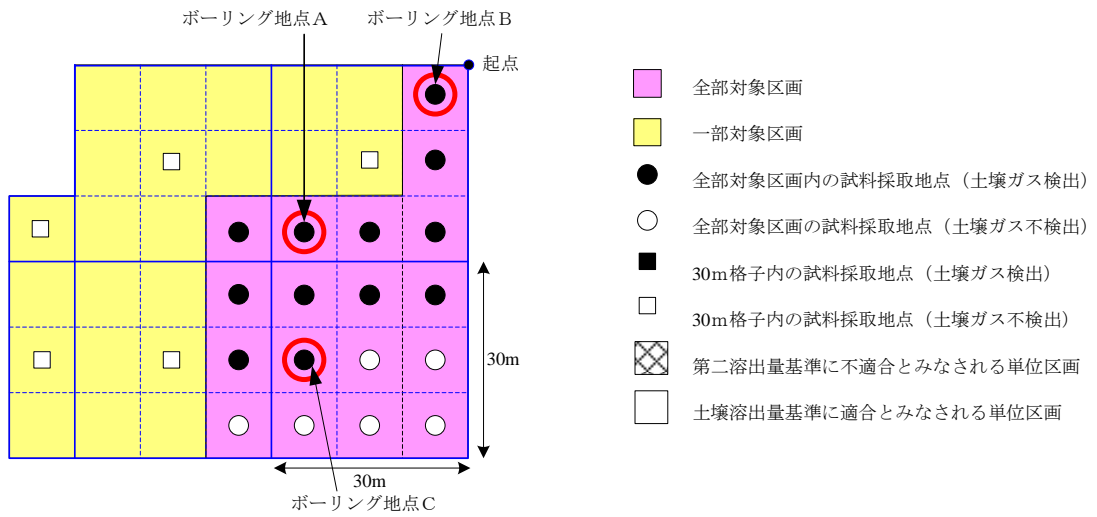 ボーリング地点A
ボーリング地点B
起点
30m
30m
ボーリング地点C
全部対象区画
一部対象区画
全部対象区画内の試料採取地点(土壌ガス検出)
全部対象区画の試料採取地点(土壌ガス不検出)
30m格子内の試料採取地点(土壌ガス検出)
30m格子内の試料採取地点(土壌ガス不検出)
第二溶出量基準に不適合とみなされる単位区画
土壌溶出量基準に適合とみなされる単位区画